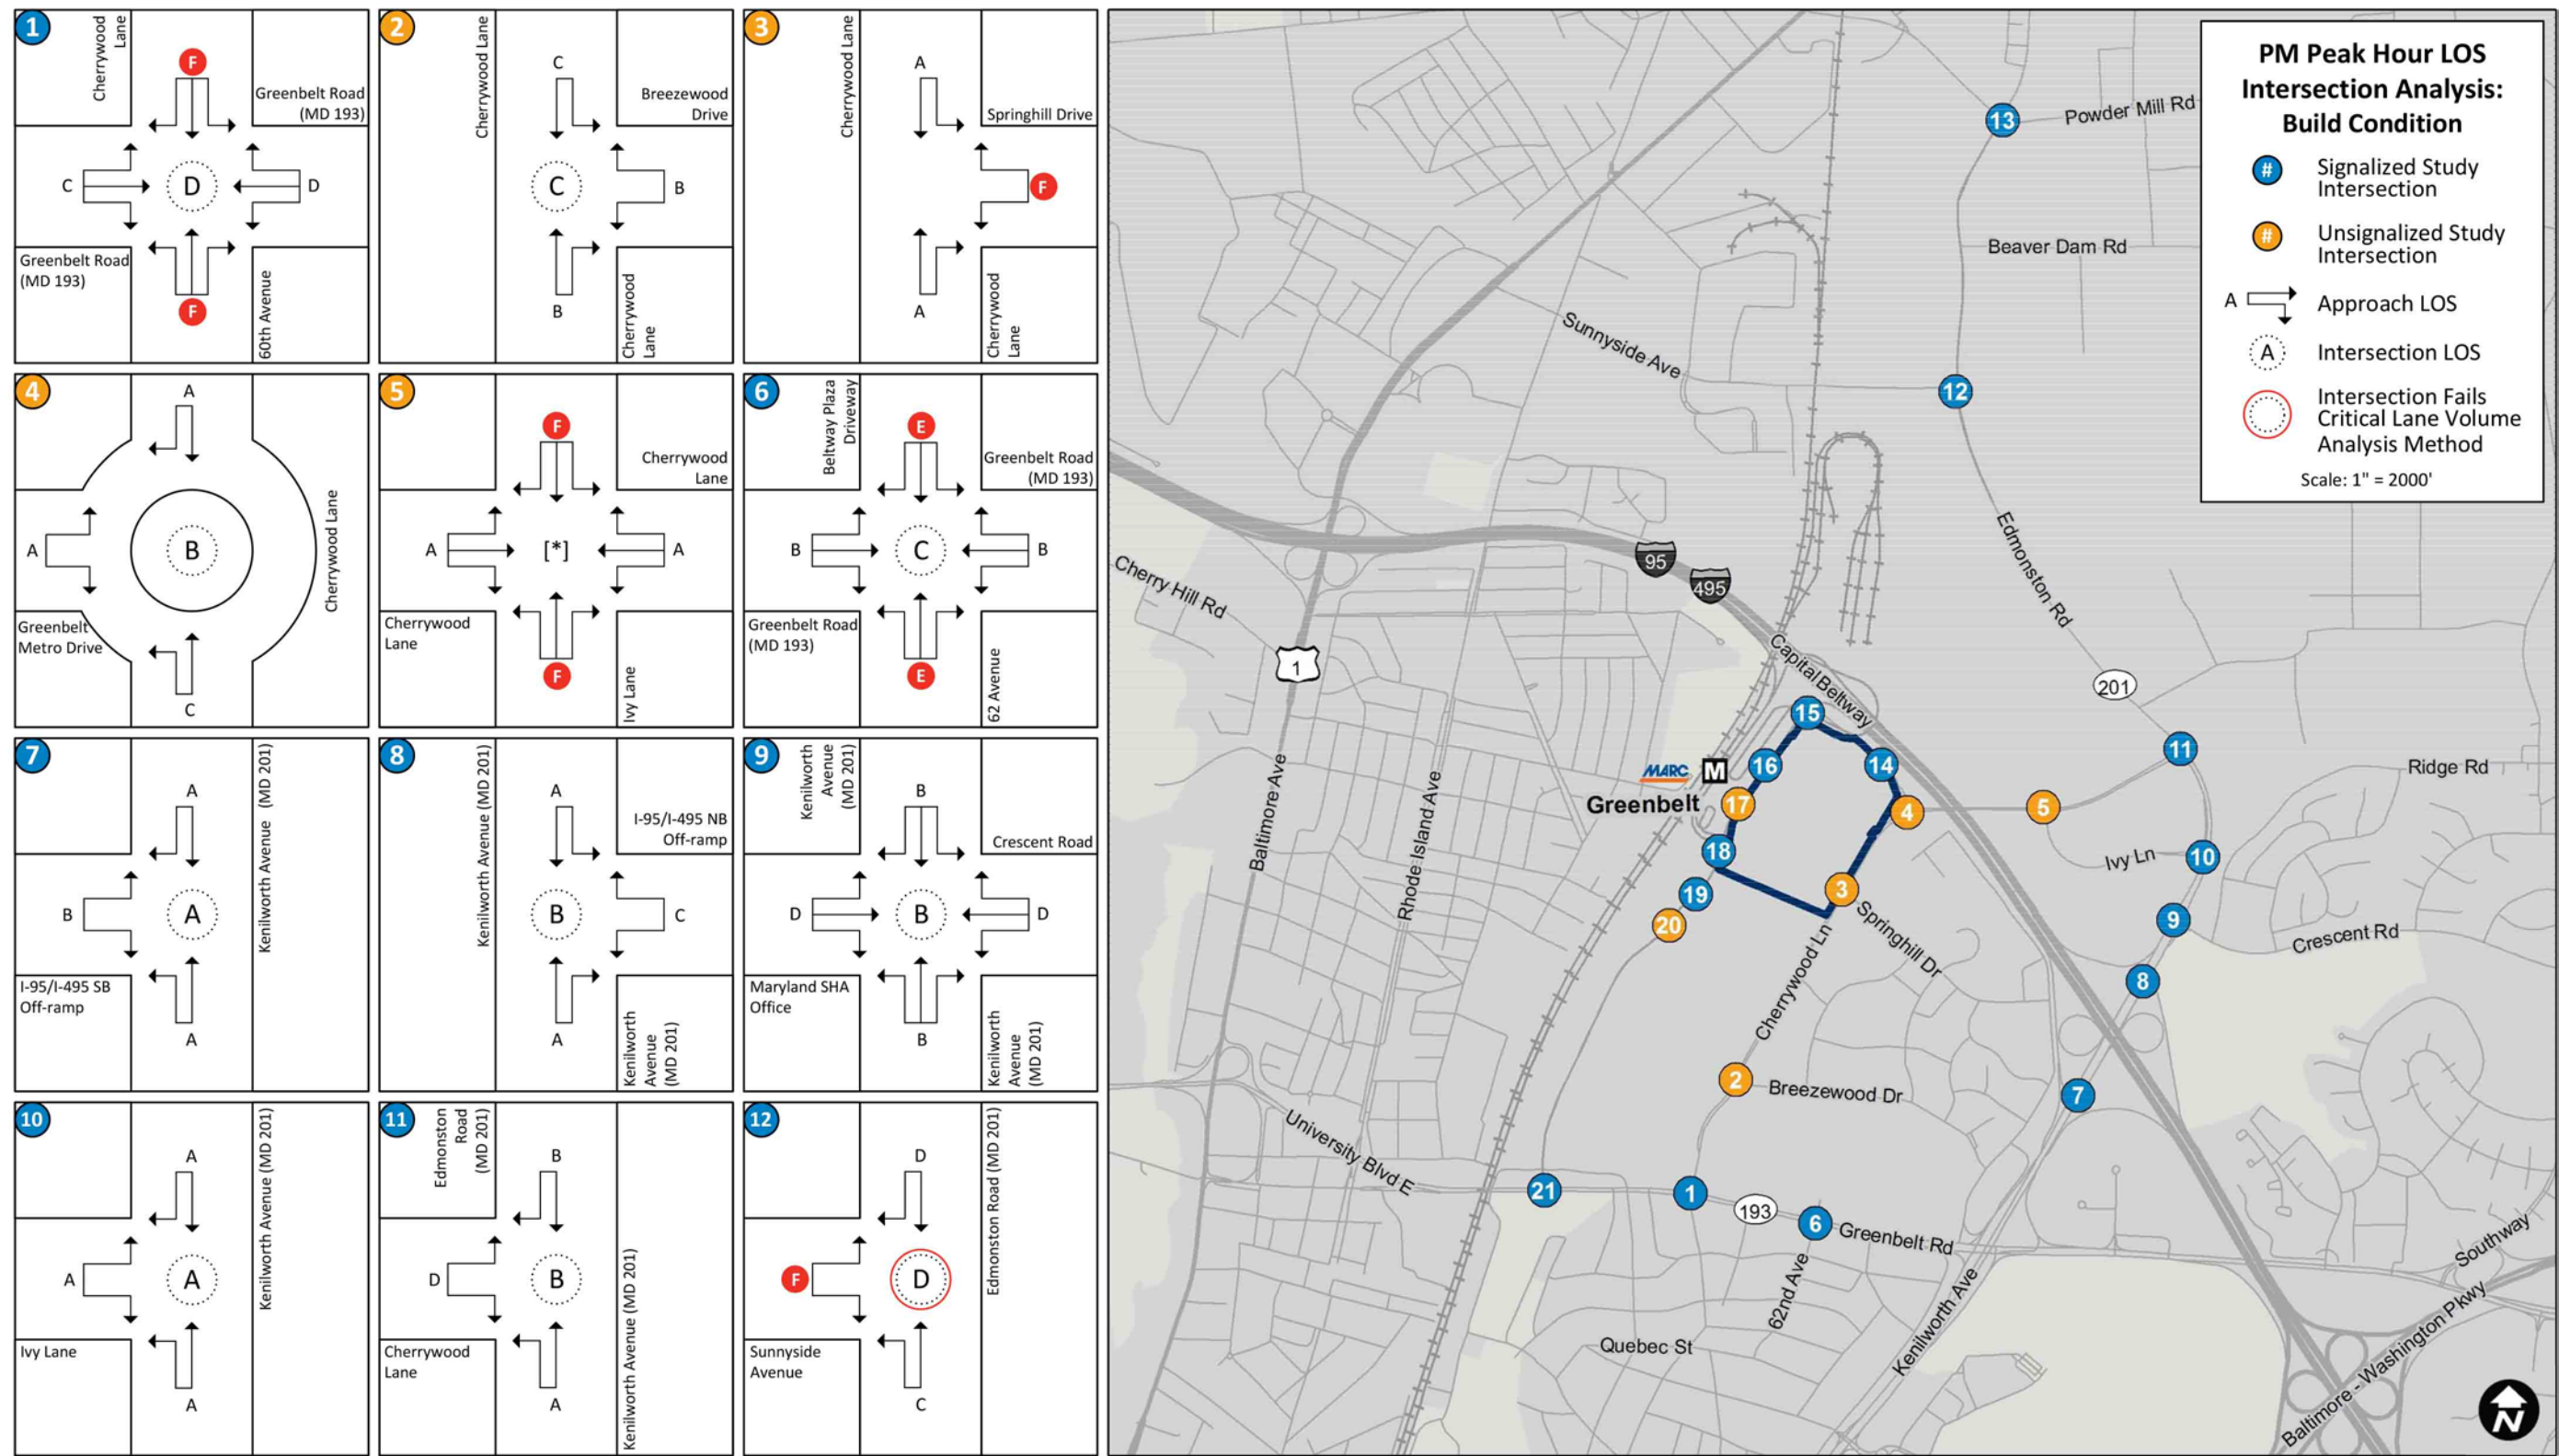 1
Cherrywood
Lane
F
Greenbelt Road
(MD 193)
C
D
D
Greenbelt Road
(MD 193)
F
60th Avenue
2
Cherrywood Lane
C
Breezewood
Drive
C
B
B
Cherrywood
Lane
3
Cherrywood Lane
A
Springhill Drive
F
A
Cherrywood
Lane
4
A
A
B
Cherrywood Lane
Greenbelt
Metro Drive
C
5
F
Cherrywood
Lane
A
[*]
A
Cherrywood
Lane
F
Ivy Lane
6
Beltway Plaza
Driveway
E
Greenbelt Road
(MD 193)
B
C
B
Greenbelt Road
(MD 193)
E
62 Avenue
7
A
Kenilworth Avenue (MD 201)
B
A
I-95/I-495 SB
Off-ramp
A
8
Kenilworth Avenue (MD 201)
A
I-95/I-495 NB
Off-ramp
B
C
A
Kenilworth
Avenue
(MD 201)
9
Kenilworth
Avenue
(MD 201)
B
Crescent Road
D
B
D
Maryland SHA
Office
B
Kenilworth
Avenue
(MD 201)
10
A
Kenilworth Avenue (MD 201)
A
A
Ivy Lane
A
11
Edmonston
Road
(MD 201)
B
D
B
Cherrywood
Lane
A
Kenilworth Avenue (MD 201)
12
D
Edmonston Road (MD 201)
F
D
Sunnyside
Avenue
C
PM Peak Hour LOS
Intersection Analysis:
Build Condition
# Signalized Study
Intersection
# Unsignalized Study
Intersection
A Approach LOS
A Intersection LOS
Intersection Fails
Critical Lane Volume
Analysis Method
Scale: 1" = 2000'
13
Powder Mill Rd
Beaver Dam Rd
Sunnyside Ave
12
Edmonston Rd
95
495
Cherry Hill Rd
1
Capital Beltway
201
15
11
MARC
M
16
14
Ridge Rd
Greenbelt
17
4
5
Baltimore Ave
Rhode Island Ave
18
Ivy Ln
10
19
3
20
Springhill Dr
9
Crescent Rd
Cherrywood Ln
8
2
Breezewood Dr
7
University Blvd E
21
1
193
6
Greenbelt Rd
Southway
62nd Ave
Kenilworth Ave
Quebec St
Baltimore - Washington Pkwy
N